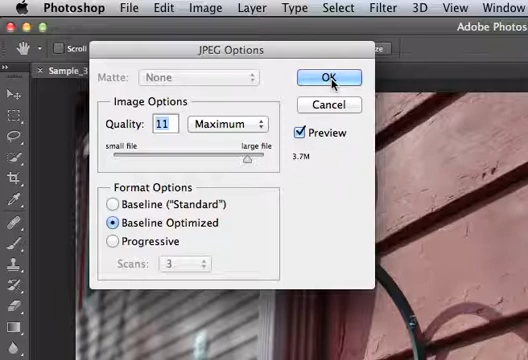 Photoshop File Edit Image Layer Type Select Filter 3D View Window
Adobe Photos
Scroll ze
× Sample_3
JPEG Options
Matte: None
OK
Image Options
Cancel
Quality: 11 Maximum
Preview
small file large file
3.7M
Format Options
Baseline ("Standard")
Baseline Optimized
Progressive
Scans: 3